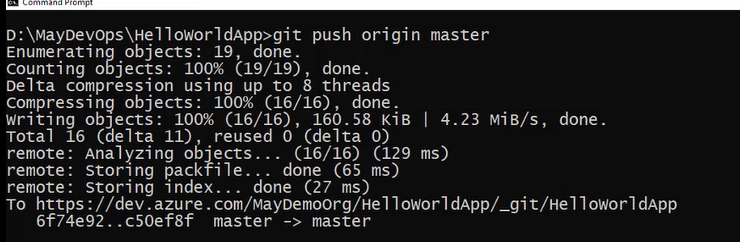 Command Prompt
D:\MayDevOps\HelloWorldApp>git push origin master
Enumerating objects: 19, done.
Counting objects: 100% (19/19), done.
Delta compression using up to 8 threads
Compressing objects: 100% (16/16), done.
Writing objects: 100% (16/16), 160.58 KiB | 4.23 MiB/s, done.
Total 16 (delta 11), reused 0 (delta 0)
remote: Analyzing objects... (16/16) (129 ms)
remote: Storing packfile... done (65 ms)
remote: Storing index... done (27 ms)
To https://dev.azure.com/MayDemoOrg/HelloWorldApp/_git/HelloWorldApp
   6f74e92..c50ef8f  master -> master